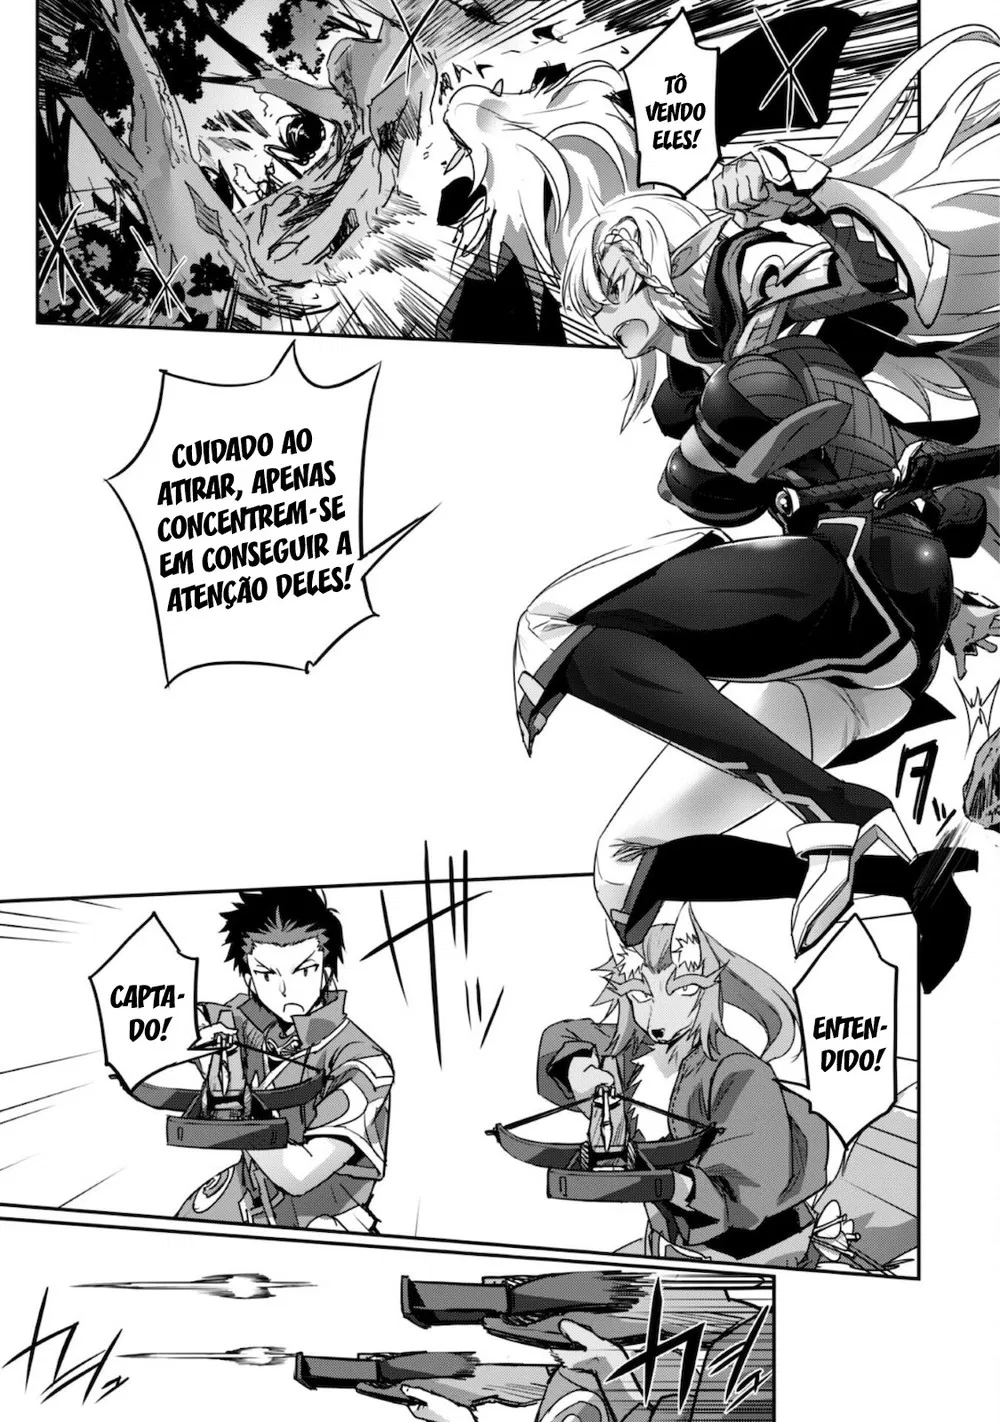 TÔ
VENDO
ELES!
CUIDADO AO
ATIRAR, APENAS
CONCENTREM-SE
EM CONSEGUIR A
ATENÇÃO DELES!
ENTEN-
DIDO!
CAPTA-
DO!